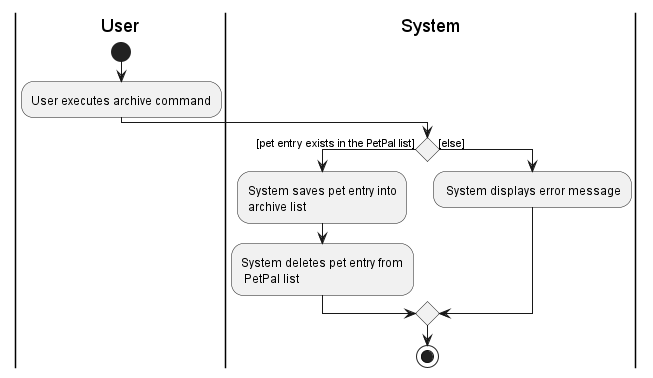 User
System
User executes archive command
[pet entry exists in the PetPal list]
[else]
System saves pet entry into
archive list
System displays error message
System deletes pet entry from
PetPal list